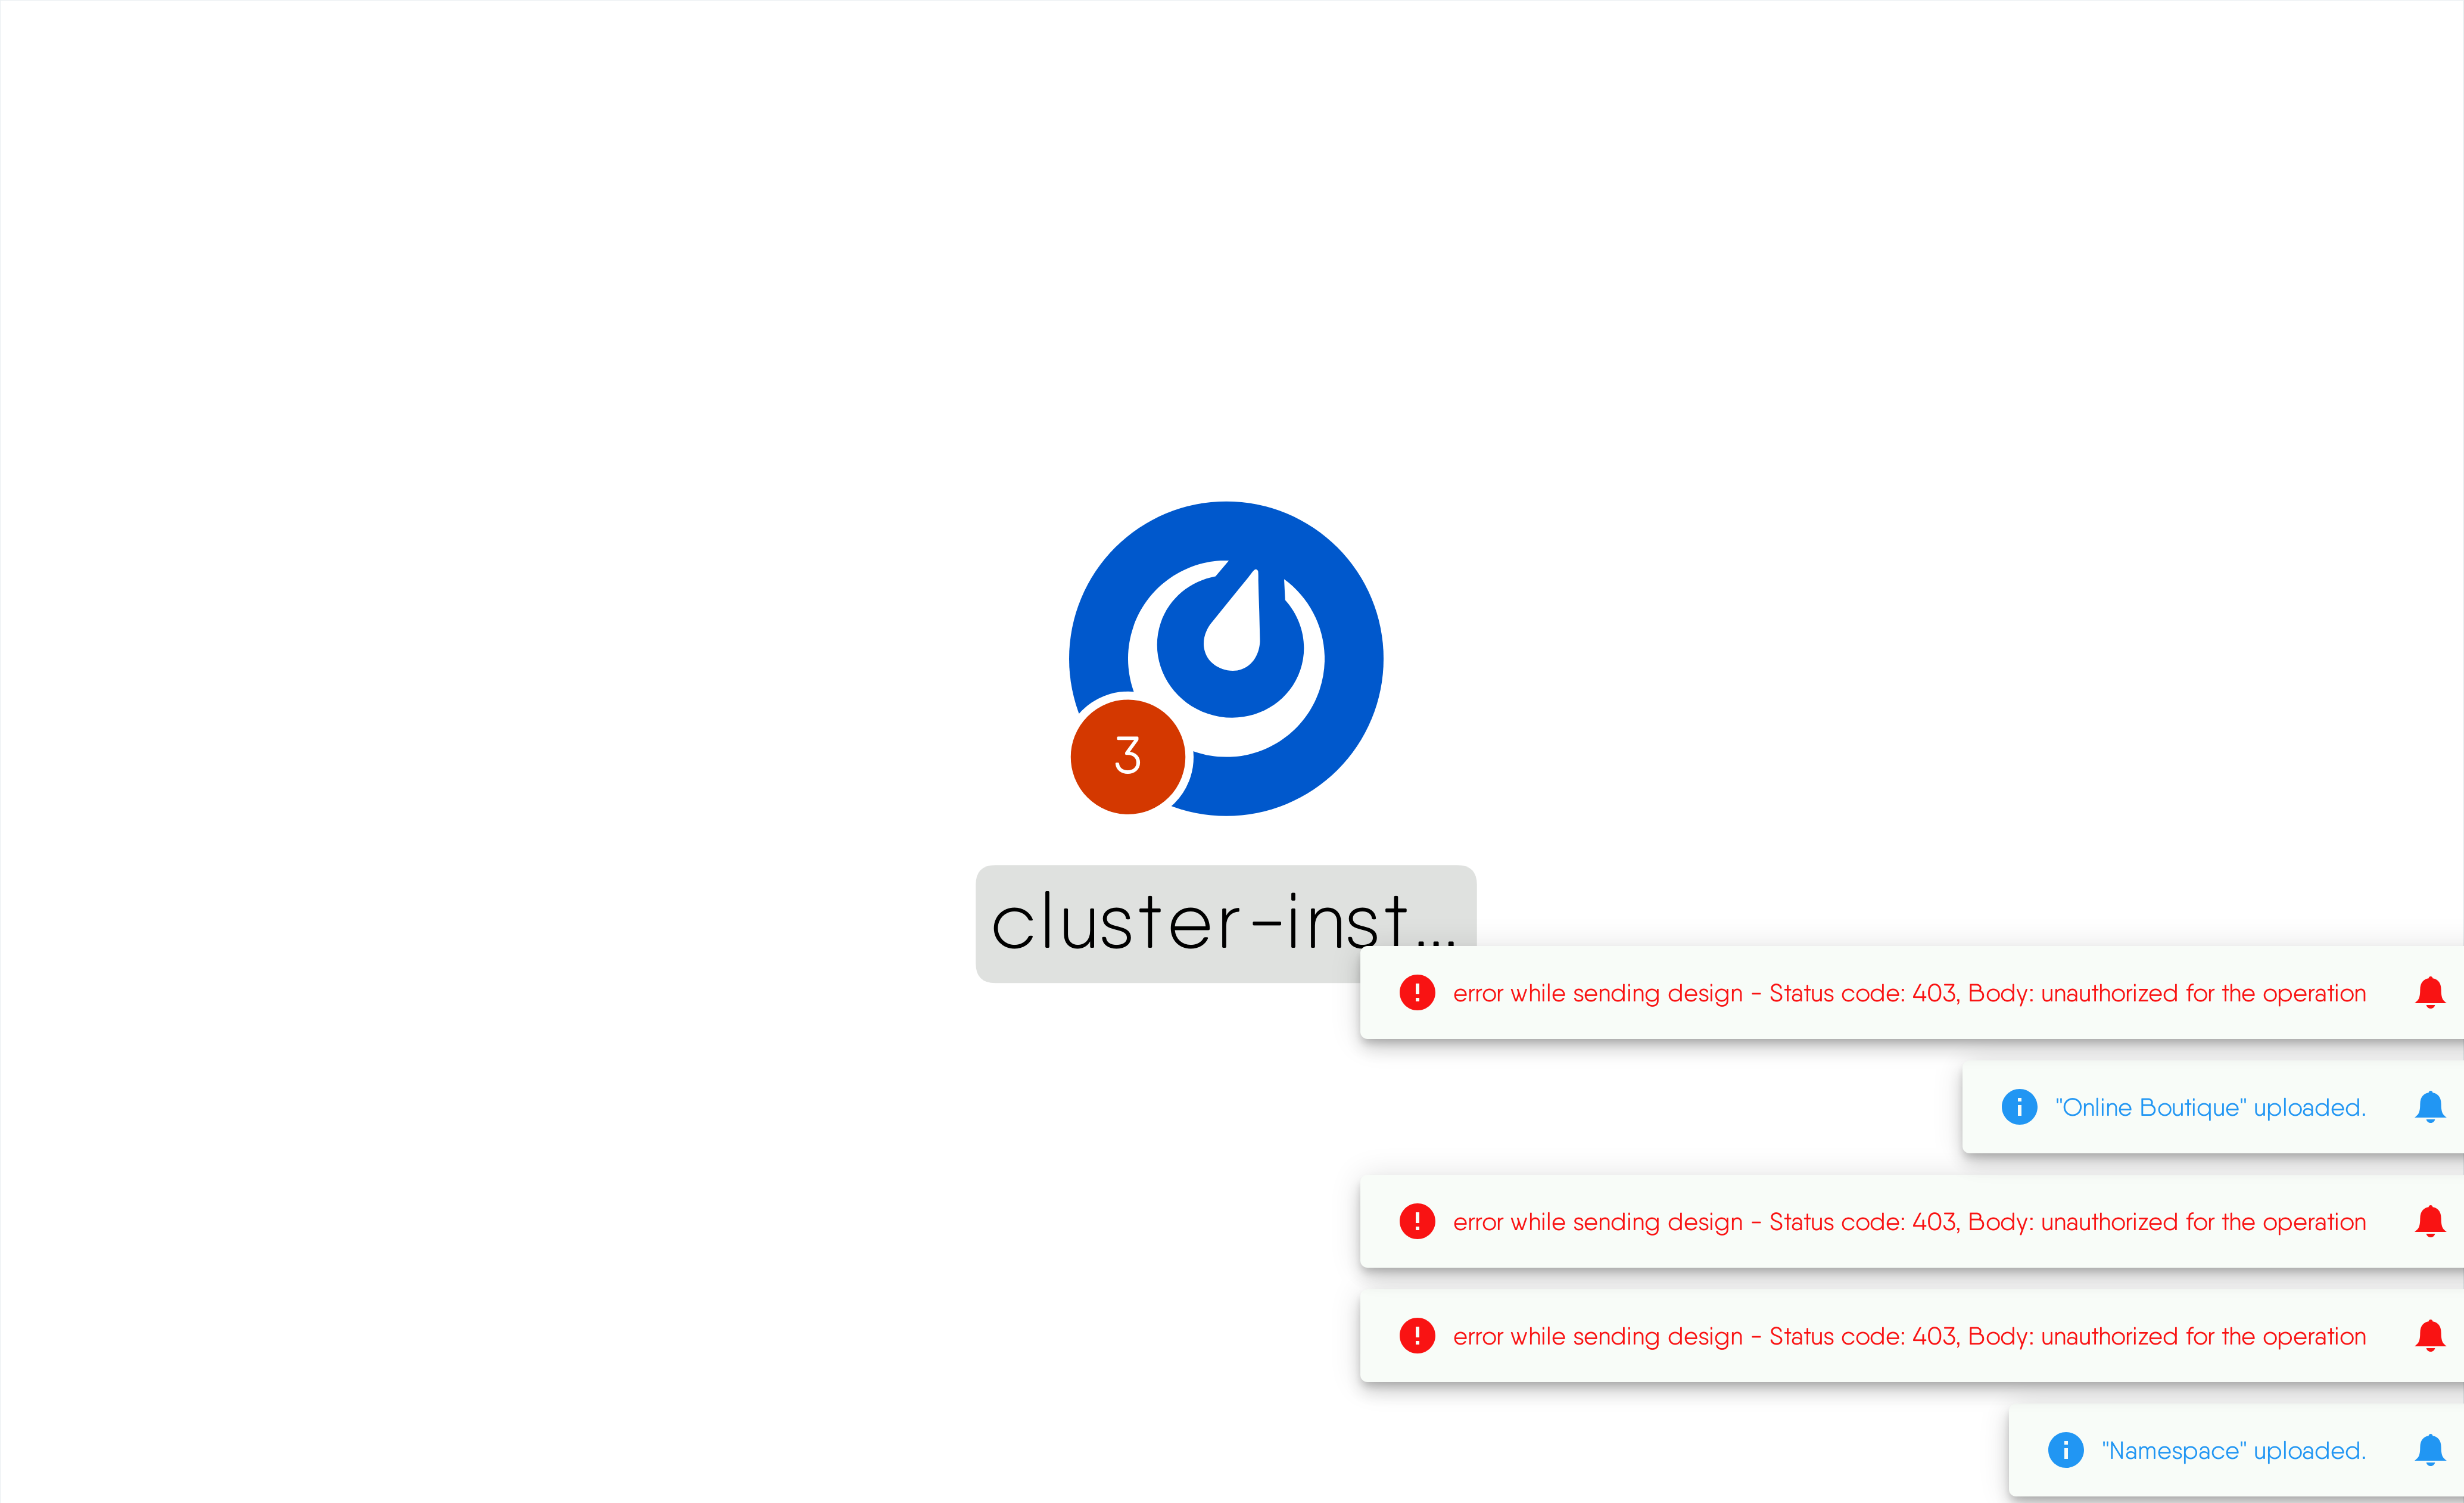 3
cluster-inst...
error while sending design - Status code: 403, Body: unauthorized for the operation
"Online Boutique" uploaded.
error while sending design - Status code: 403, Body: unauthorized for the operation
error while sending design - Status code: 403, Body: unauthorized for the operation
"Namespace" uploaded.